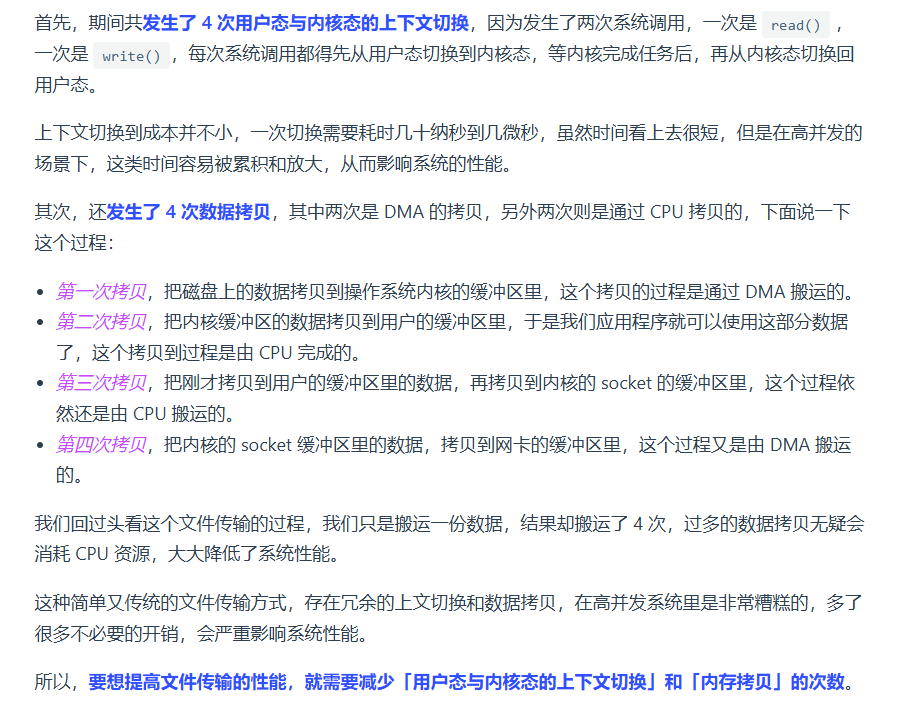 首先，期间共发生了 4 次用户态与内核态的上下文切换，因为发生了两次系统调用，一次是 read() ，
一次是 write()，每次系统调用都得先从用户态切换到内核态，等内核完成任务后，再从内核态切换回
用户态。
上下文切换到成本并不小，一次切换需要耗时几十纳秒到几微秒，虽然时间看上去很短，但是在高并发的
场景下，这类时间容易被累积和放大，从而影响系统的性能。
其次，还发生了 4 次数据拷贝，其中两次是 DMA 的拷贝，另外两次则是通过 CPU 拷贝的，下面说一下
这个过程：
• 第一次拷贝，把磁盘上的数据拷贝到操作系统内核的缓冲区里，这个拷贝的过程是通过 DMA 搬运的。
• 第二次拷贝，把内核缓冲区的数据拷贝到用户的缓冲区里，于是我们应用程序就可以使用这部分数据
了，这个拷贝到过程是由 CPU 完成的。
• 第三次拷贝，把刚才拷贝到用户的缓冲区里的数据，再拷贝到内核的 socket 的缓冲区里，这个过程依
然还是由 CPU 搬运的。
• 第四次拷贝，把内核的 socket 缓冲区里的数据，拷贝到网卡的缓冲区里，这个过程又是由 DMA 搬运
的。
我们回过头看这个文件传输的过程，我们只是搬运一份数据，结果却搬运了 4 次，过多的数据拷贝无疑会
消耗 CPU 资源，大大降低了系统性能。
这种简单又传统的文件传输方式，存在冗余的上文切换和数据拷贝，在高并发系统里是非常糟糕的，多了
很多不必要的开销，会严重影响系统性能。
所以，要想提高文件传输的性能，就需要减少「用户态与内核态的上下文切换」和「内存拷贝」的次数。